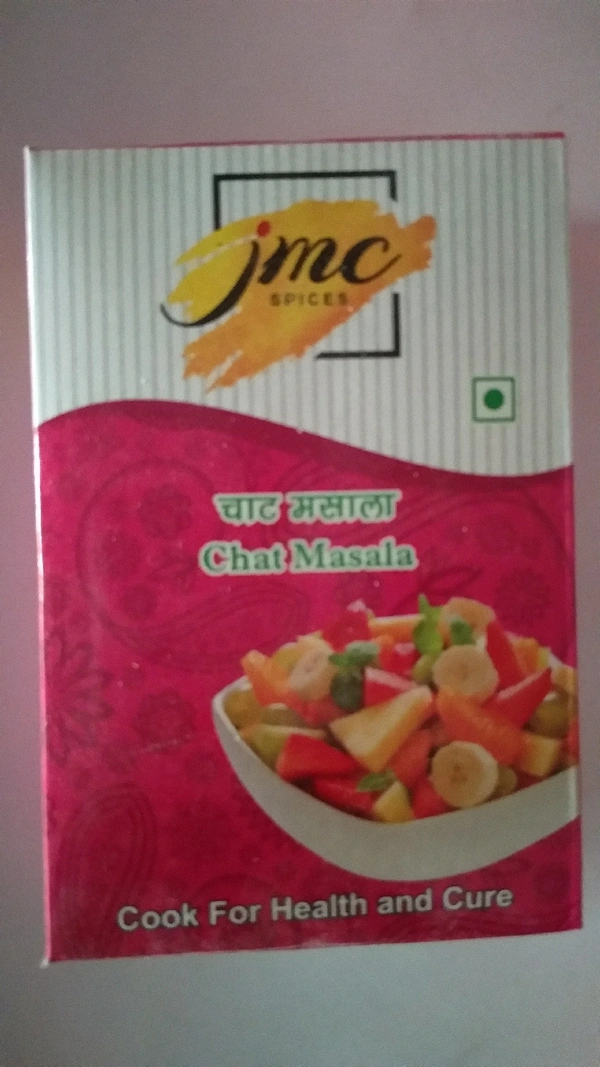 jmc
SPICES
चाट मसाला
Chat Masala
Cook For Health and Cure